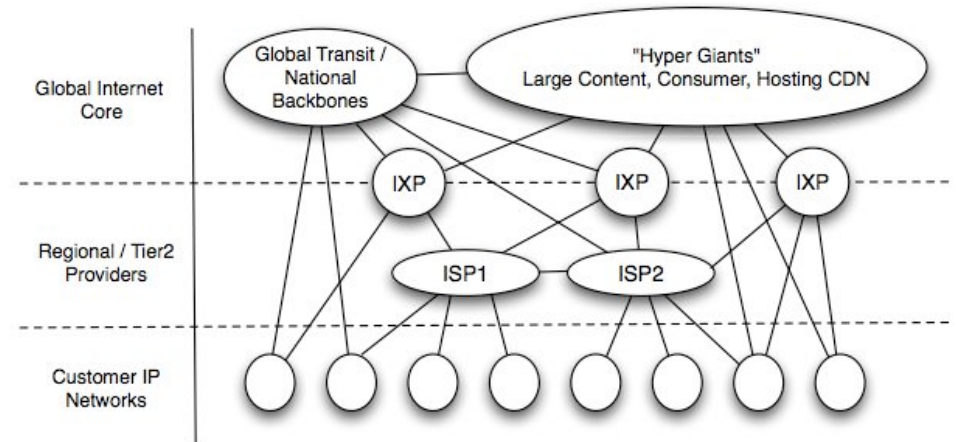 Global Internet
Core
Global Transit /
National
Backbones
"Hyper Giants"
Large Content, Consumer, Hosting CDN
IXP
IXP
IXP
Regional / Tier2
Providers
ISP1
ISP2
Customer IP
Networks